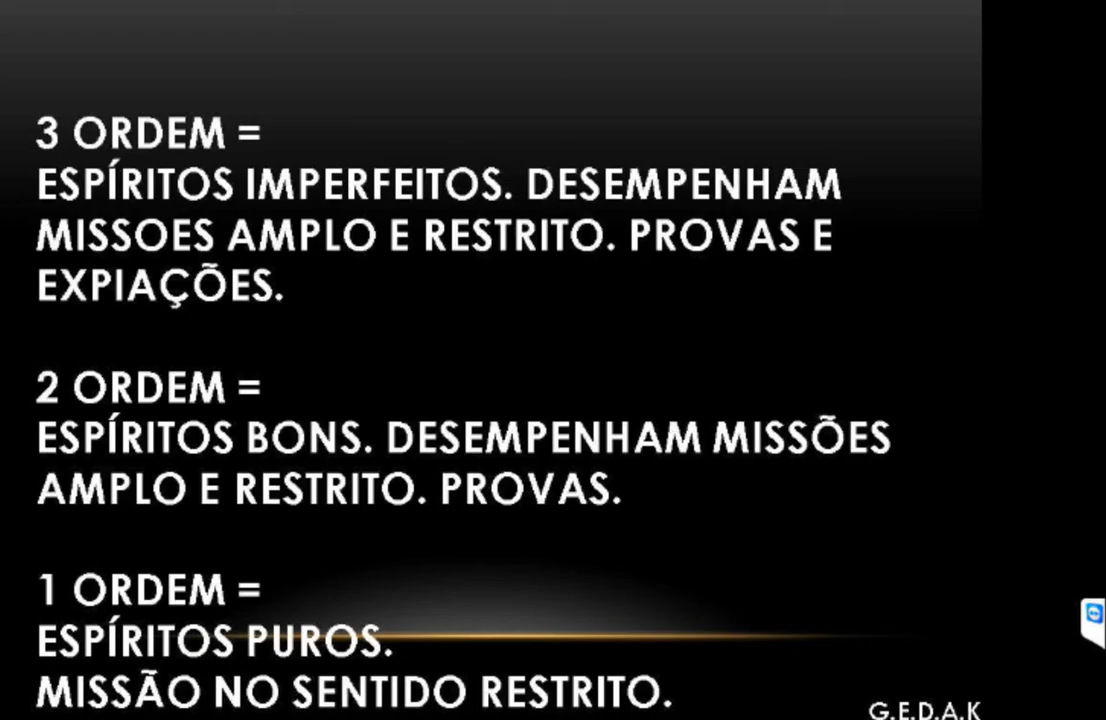 3 ORDEM =
ESPÍRITOS IMPERFEITOS. DESEMPENHAM
MISSOES AMPLO E RESTRITO. PROVAS E
EXPIAÇÕES.
2 ORDEM =
ESPÍRITOS BONS. DESEMPENHAM MISSÕES
AMPLO E RESTRITO. PROVAS.
1 ORDEM =
ESPÍRITOS PUROS.
MISSÃO NO SENTIDO RESTRITO.
G.E.D.A.K